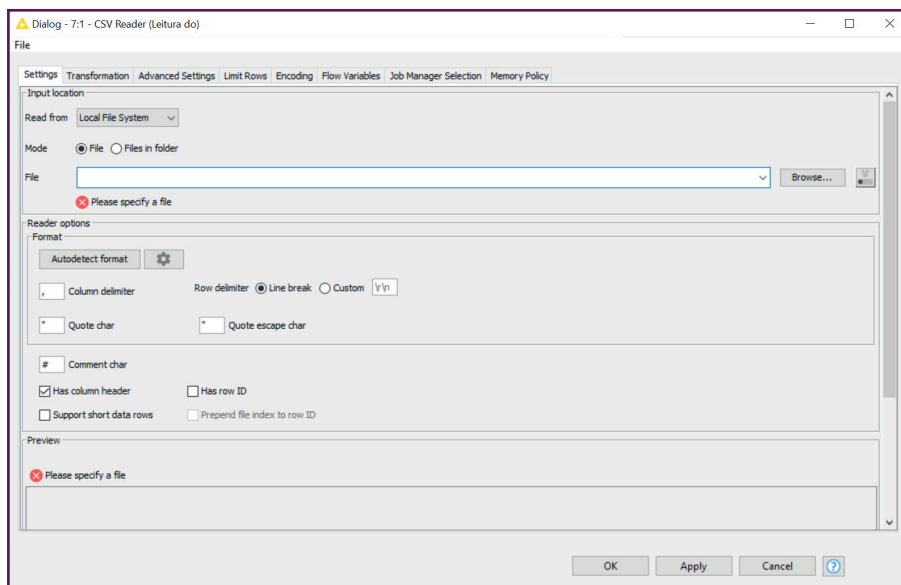 Dialog - 7:1 - CSV Reader (Leitura do)
File
Settings Transformation Advanced Settings Limit Rows Encoding Flow Variables Job Manager Selection Memory Policy
Input location
Read from Local File System
Mode File Files in folder
File Browse... V
Please specify a file
Reader options
Format
Autodetect format
, Column delimiter Row delimiter Line break Custom \r\n
" Quote char " Quote escape char
# Comment char
Has column header Has row ID
Support short data rows Prepend file index to row ID
Preview
Please specify a file
OK Apply Cancel ?